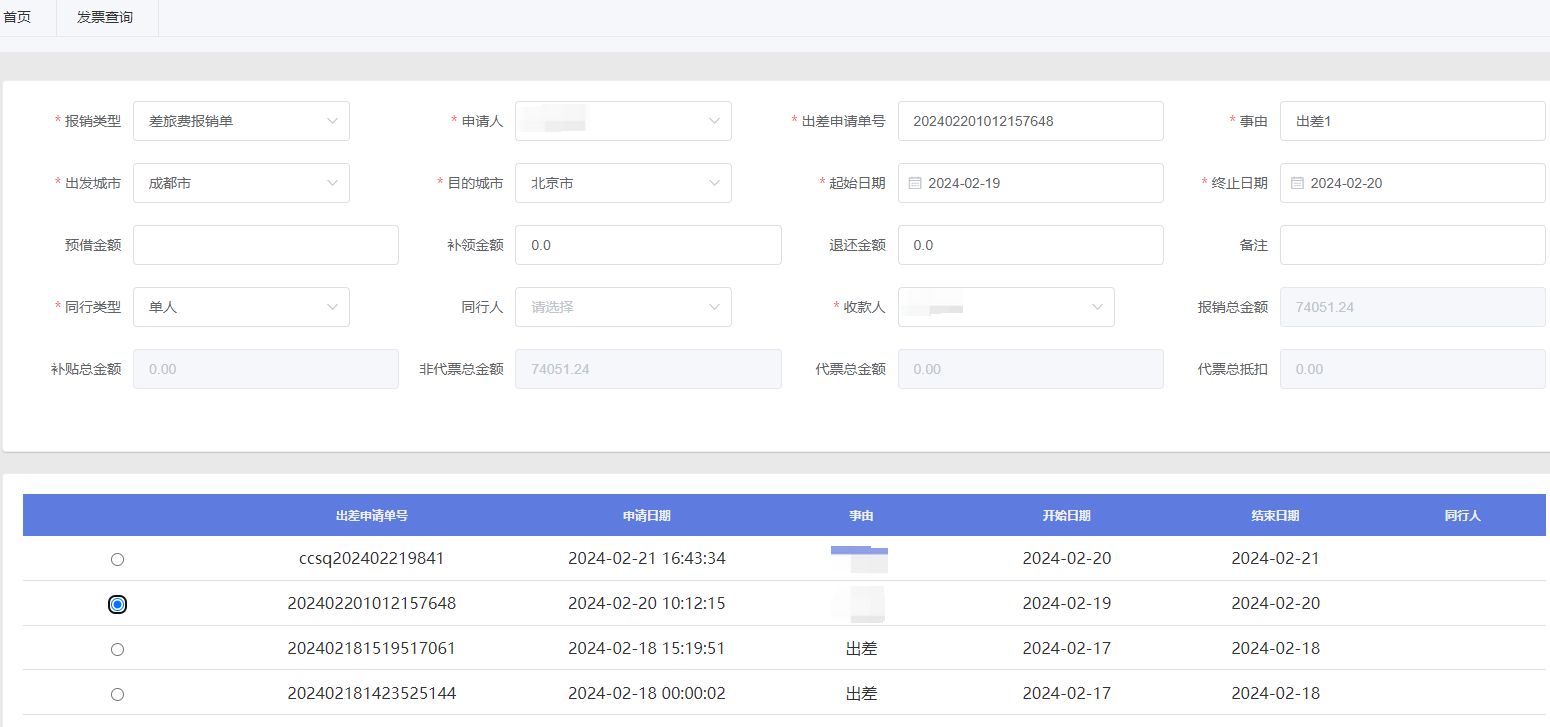 首页 发票查询
* 报销类型 差旅费报销单 * 申请人 * 出差申请单号 202402201012157648 * 事由 出差1
* 出发城市 成都市 * 目的城市 北京市 * 起始日期 2024-02-19 * 终止日期 2024-02-20
预借金额 补领金额 0.0 退还金额 0.0 备注
* 同行类型 单人 同行人 请选择 * 收款人 报销总金额 74051.24
补贴总金额 0.00 非代票总金额 74051.24 代票总金额 0.00 代票总抵扣 0.00
出差申请单号 申请日期 事由 开始日期 结束日期 同行人
ccsq202402219841 2024-02-21 16:43:34 2024-02-20 2024-02-21
202402201012157648 2024-02-20 10:12:15 2024-02-19 2024-02-20
202402181519517061 2024-02-18 15:19:51 出差 2024-02-17 2024-02-18
202402181423525144 2024-02-18 00:00:02 出差 2024-02-17 2024-02-18